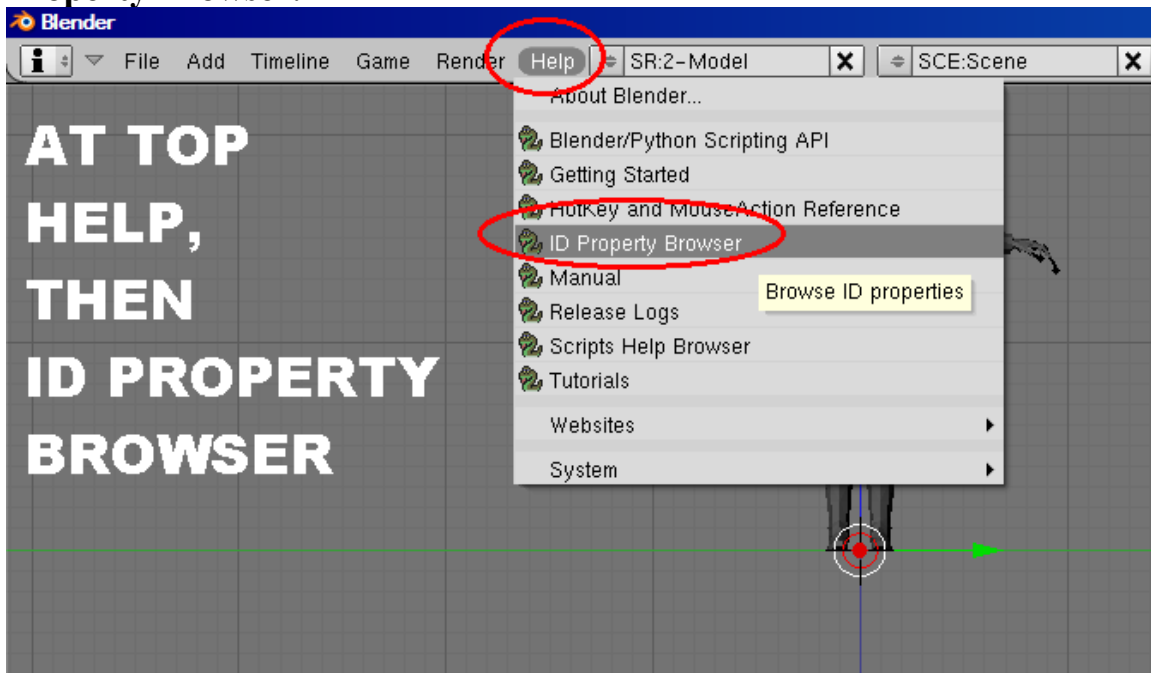 Property Browser.
Blender
File Add Timeline Game Render Help SR:2-Model SCE:Scene
About Blender...
Blender/Python Scripting API
Getting Started
HotKey and MouseAction Reference
ID Property Browser
Manual
Browse ID properties
Release Logs
Scripts Help Browser
Tutorials
Websites
System
AT TOP
HELP,
THEN
ID PROPERTY
BROWSER